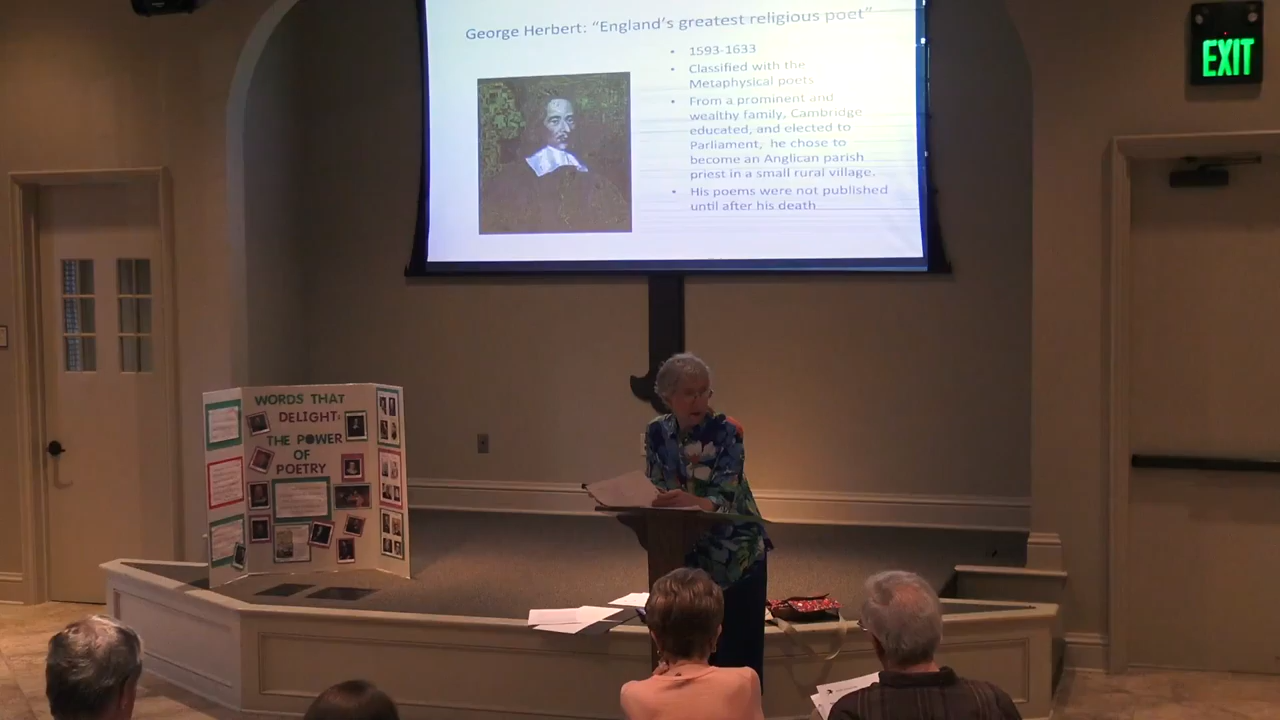 George Herbert: “England’s greatest religious poet”
• 1593-1633
• Classified with the
Metaphysical poets
• From a prominent and
wealthy family, Cambridge
educated, and elected to
Parliament, he chose to
become an Anglican parish
priest in a small rural village.
• His poems were not published
until after his death
EXIT
WORDS THAT
DELIGHT:
THE POWER
OF
POETRY